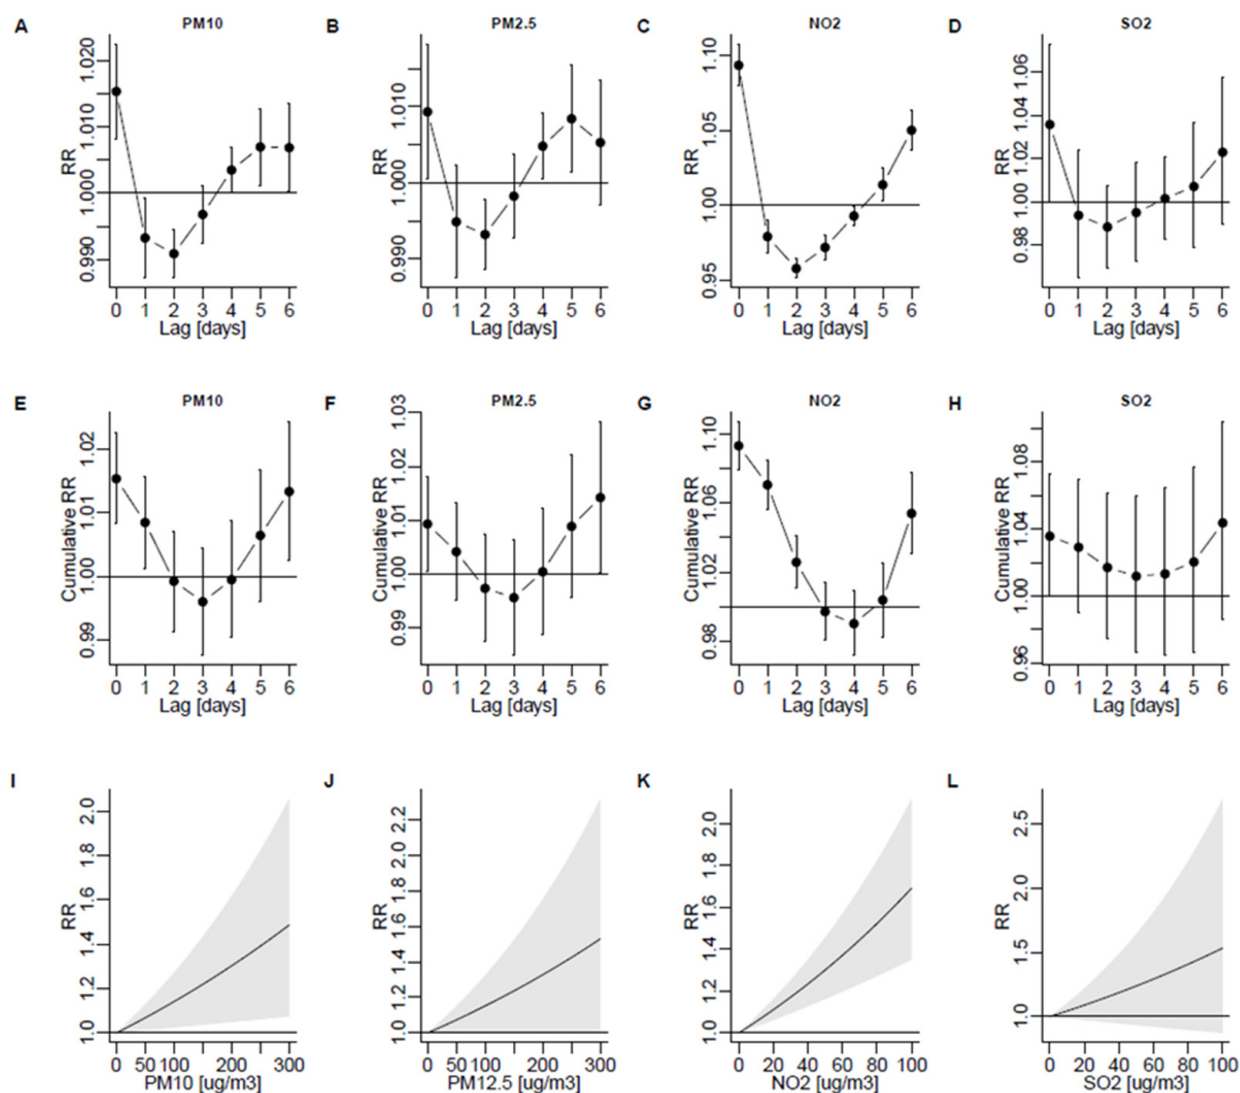 A PM10 B PM2.5 C NO2 D SO2
RR 0.990 1.000 1.010 1.020
RR 0.990 1.000 1.010
RR 0.95 1.00 1.05 1.10
RR 0.98 1.00 1.02 1.04 1.06
0 1 2 3 4 5 6 0 1 2 3 4 5 6 0 1 2 3 4 5 6 0 1 2 3 4 5 6
Lag [days] Lag [days] Lag [days] Lag [days]
E PM10 F PM2.5 G NO2 H SO2
Cumulative RR 0.99 1.00 1.01 1.02
Cumulative RR 0.99 1.00 1.01 1.02 1.03
Cumulative RR 0.98 1.02 1.06 1.10
Cumulative RR 0.96 1.00 1.04 1.08
0 1 2 3 4 5 6 0 1 2 3 4 5 6 0 1 2 3 4 5 6 0 1 2 3 4 5 6
Lag [days] Lag [days] Lag [days] Lag [days]
I J K L
RR 1.0 1.2 1.4 1.6 1.8 2.0
RR 1.0 1.2 1.4 1.6 1.8 2.0 2.2
RR 1.0 1.2 1.4 1.6 1.8 2.0
RR 1.0 1.5 2.0 2.5
0 50 100 200 300 0 50 100 200 300 0 20 40 60 80 100 0 20 40 60 80 100
PM10 [ug/m3] PM12.5 [ug/m3] NO2 [ug/m3] SO2 [ug/m3]